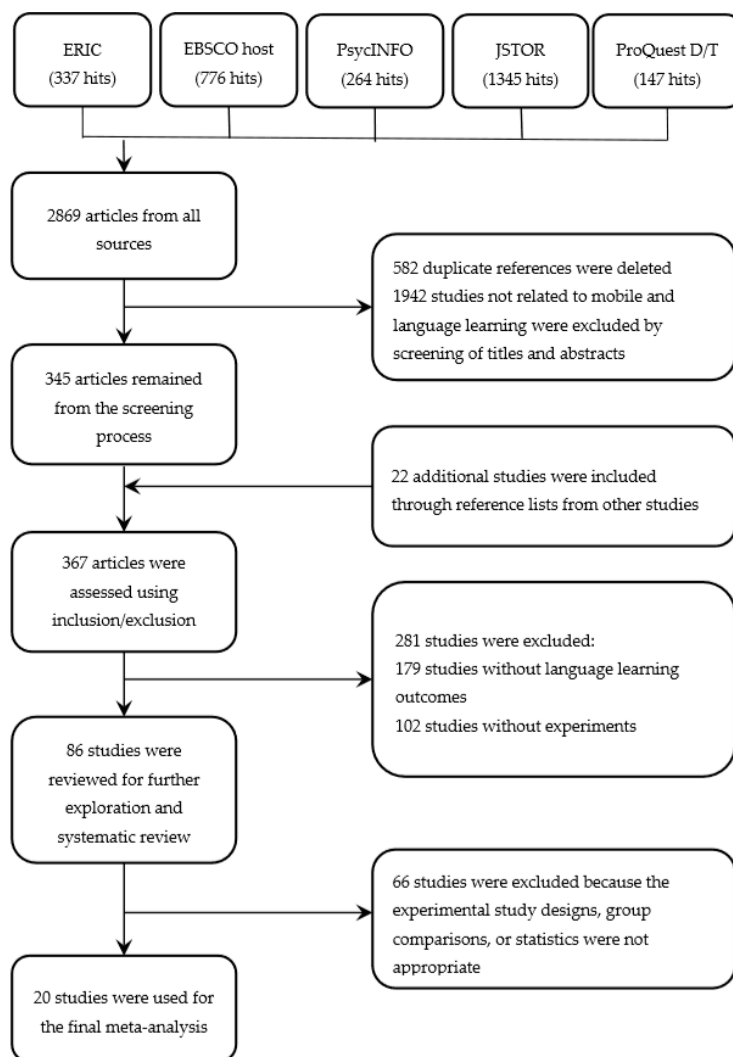 ERIC
(337 hits)
EBSCO host
(776 hits)
PsycINFO
(264 hits)
JSTOR
(1345 hits)
ProQuest D/T
(147 hits)
2869 articles from all
sources
582 duplicate references were deleted
1942 studies not related to mobile and
language learning were excluded by
screening of titles and abstracts
345 articles remained
from the screening
process
22 additional studies were included
through reference lists from other studies
367 articles were
assessed using
inclusion/exclusion
281 studies were excluded:
179 studies without language learning
outcomes
102 studies without experiments
86 studies were
reviewed for further
exploration and
systematic review
66 studies were excluded because the
experimental study designs, group
comparisons, or statistics were not
appropriate
20 studies were used for
the final meta-analysis